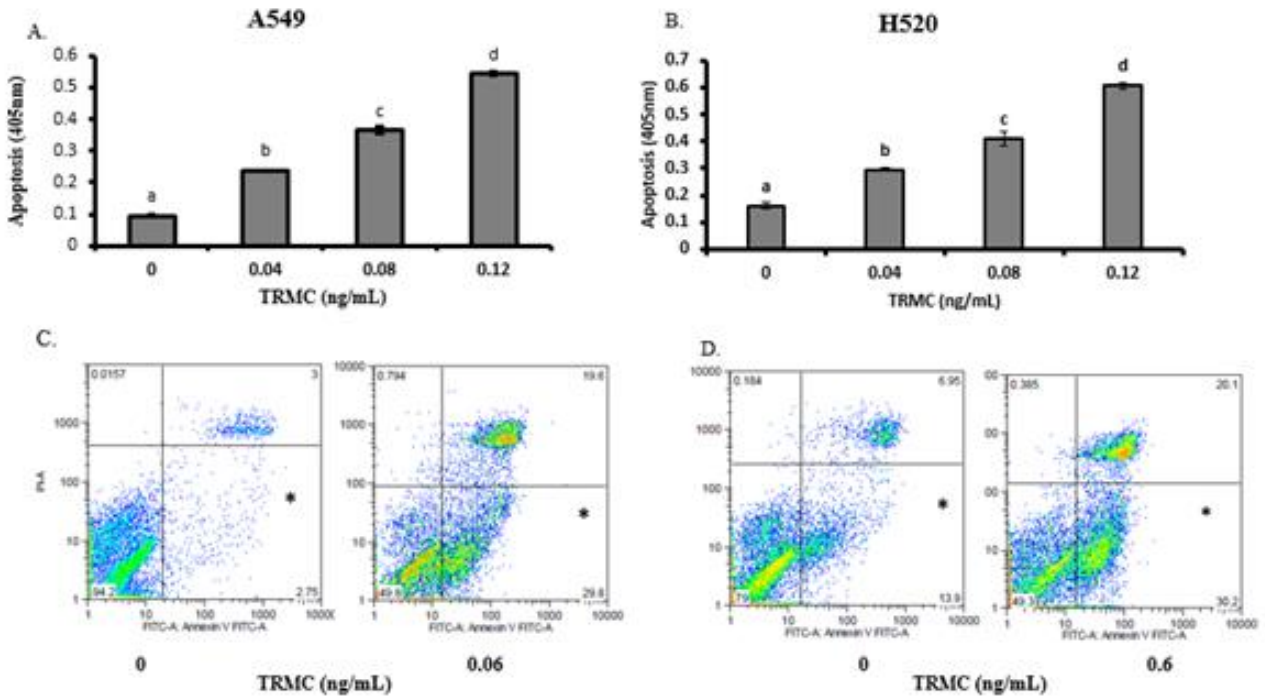 A.
A549
0.6
0.5
0.4
0.3
0.2
0.1
0
Apoptosis (405nm)
a
b
c
d
0 0.04 0.08 0.12
TRMC (ng/mL)
B.
H520
0.7
0.6
0.5
0.4
0.3
0.2
0.1
0
Apoptosis (405nm)
a
b
c
d
0 0.04 0.08 0.12
TRMC (ng/mL)
C.
0.0157 3
1000
100
10
1
94.2 2.75
*
1 10 100 1000 10000
FITC-A: Annexin V FITC-A
10000
1000
100
10
1
0.794 19.6
*
49.8 29.8
1 10 100 1000 10000
FITC-A: Annexin V FITC-A
0 0.06
TRMC (ng/mL)
D.
10000
1000
100
10
1
0.184 6.95
*
13.9
1 10 100 1000 10000
FITC-A: Annexin V FITC-A
00
00
00
10
1
0.385 20.1
*
49.3 30.2
1 10 100 1000 10000
FITC-A: Annexin V FITC-A
0 0.6
TRMC (ng/mL)